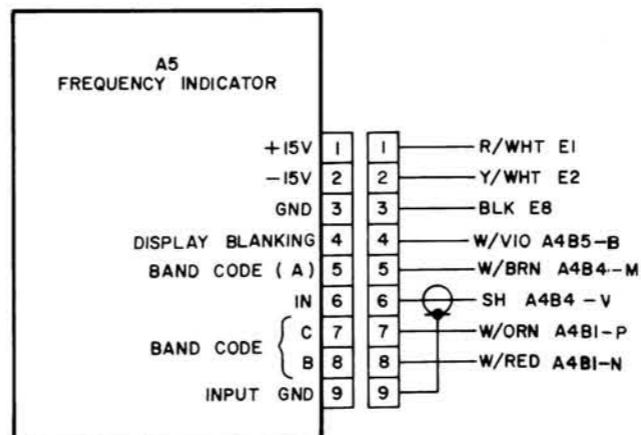 A5
FREQUENCY INDICATOR
+15V 1 1 R/WHT E1
-15V 2 2 Y/WHT E2
GND 3 3 BLK E8
DISPLAY BLANKING 4 4 W/VIO A4B5-B
BAND CODE (A) 5 5 W/BRN A4B4-M
IN 6 6 SH A4B4-V
C 7 7 W/ORN A4B1-P
BAND CODE
B 8 8 W/RED A4B1-N
INPUT GND 9 9